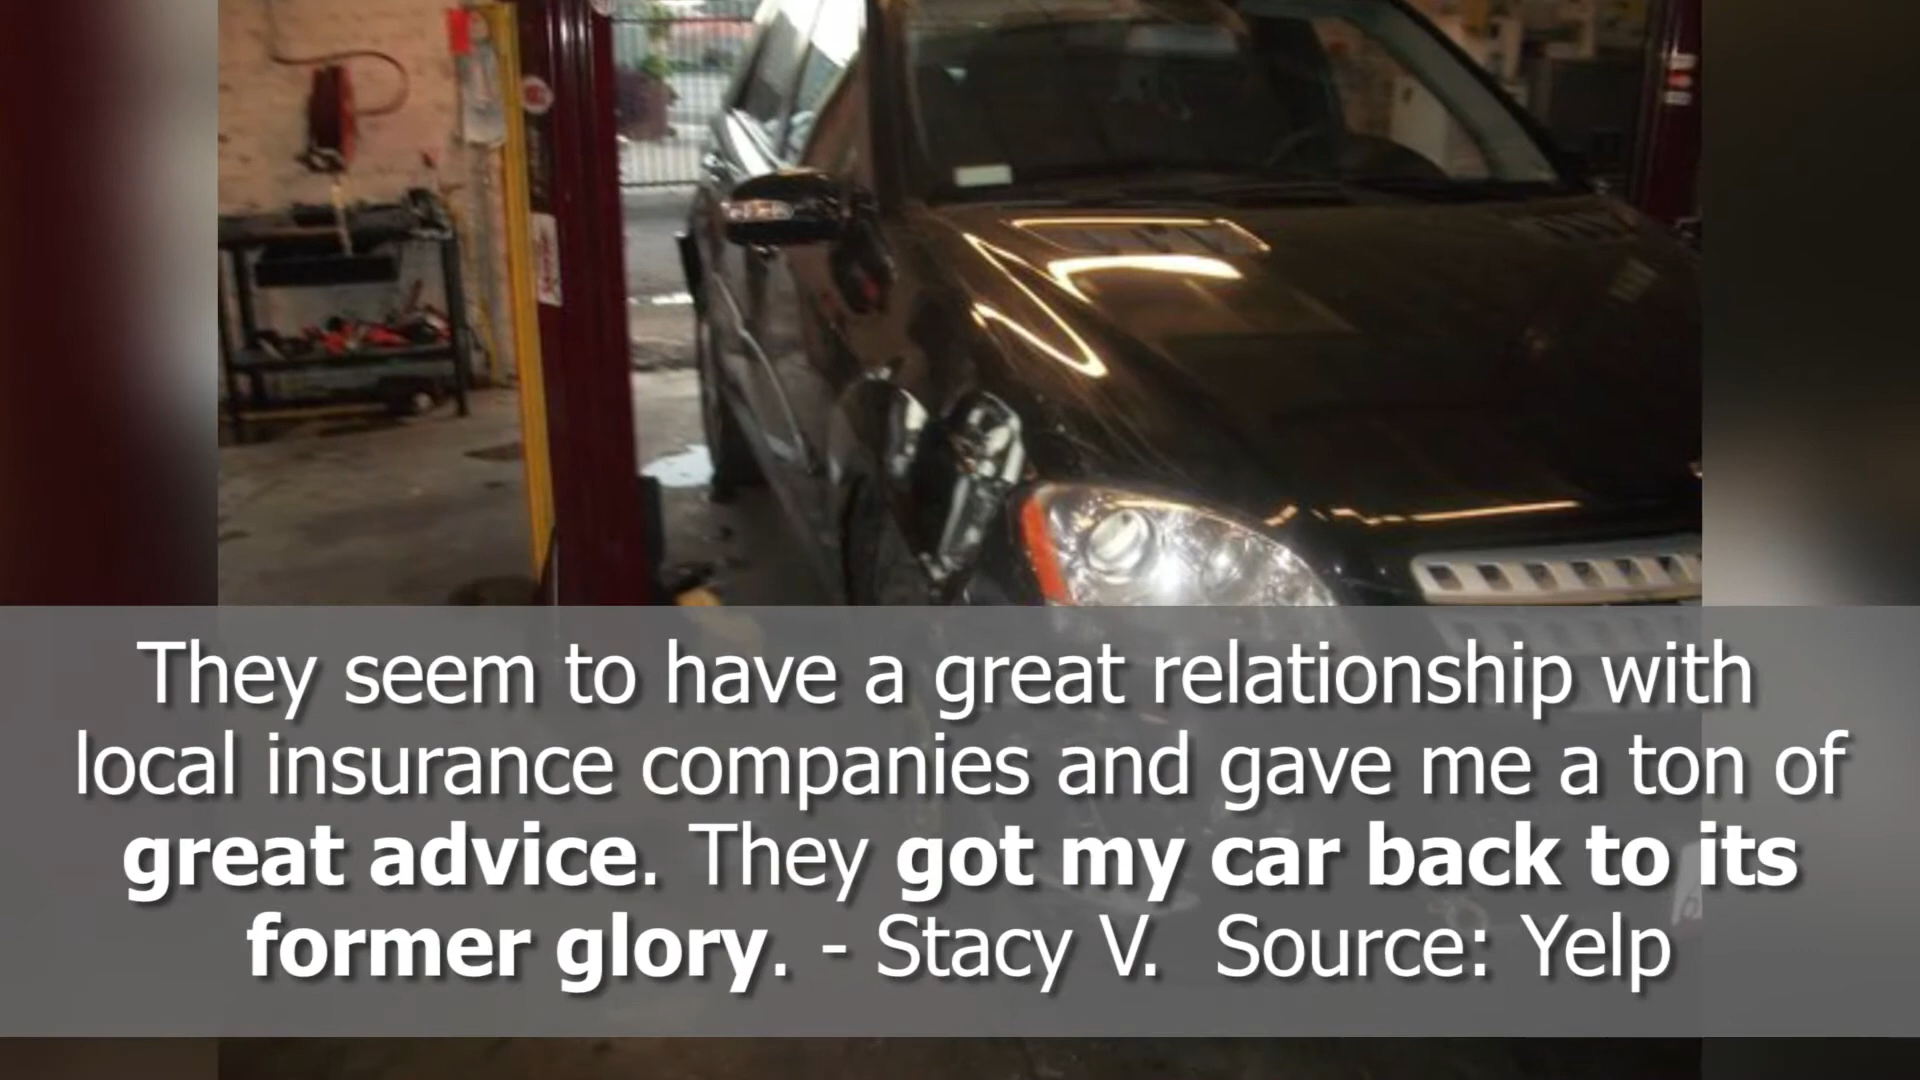 They seem to have a great relationship with
local insurance companies and gave me a ton of
great advice. They got my car back to its
former glory. - Stacy V.  Source: Yelp